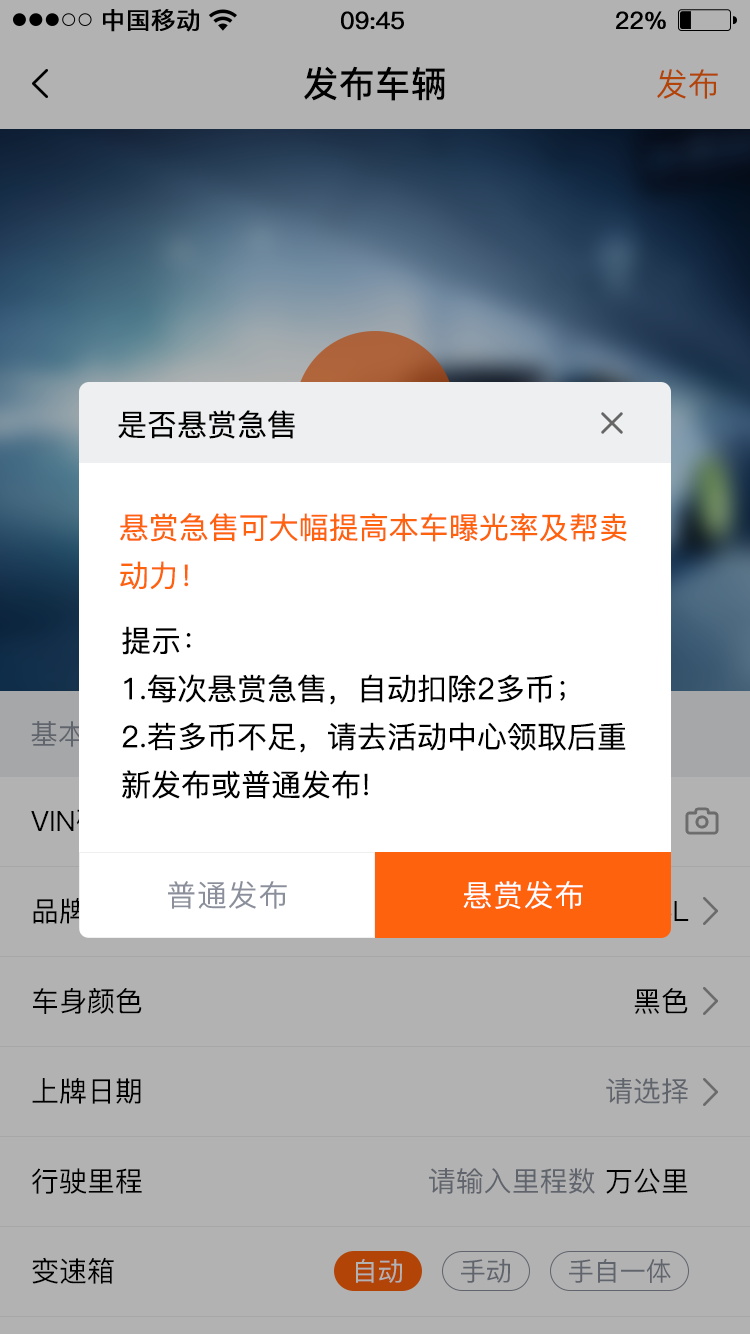 中国移动 09:45 22%
发布车辆 发布
是否悬赏急售
悬赏急售可大幅提高本车曝光率及帮卖
动力！
提示：
1.每次悬赏急售，自动扣除2多币；
2.若多币不足，请去活动中心领取后重
新发布或普通发布!
普通发布 悬赏发布
基本
VIN
品牌 L
车身颜色 黑色
上牌日期 请选择
行驶里程 请输入里程数 万公里
变速箱 自动 手动 手自一体